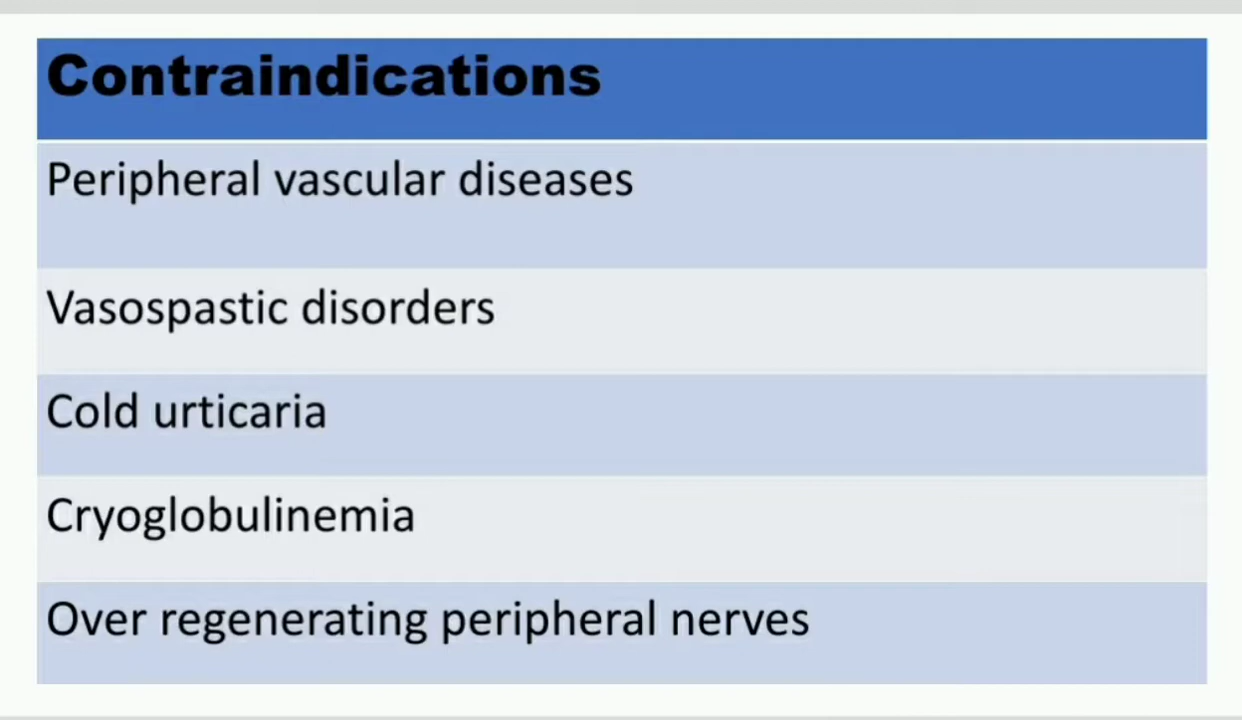 Contraindications
Peripheral vascular diseases
Vasospastic disorders
Cold urticaria
Cryoglobulinemia
Over regenerating peripheral nerves